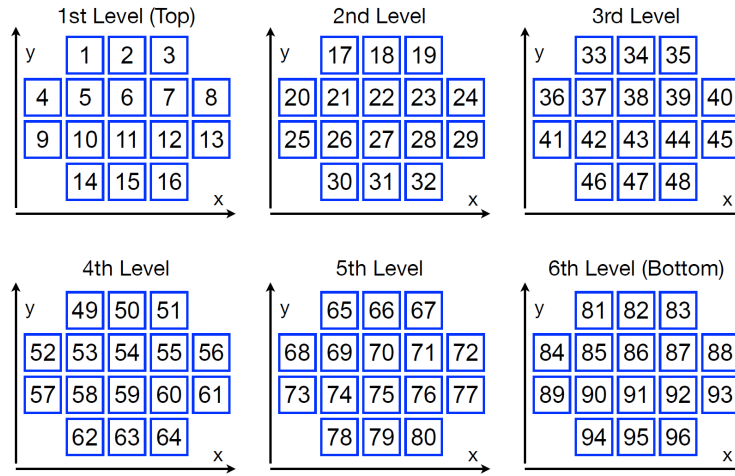 1st Level (Top) 2nd Level 3rd Level
y 1 2 3 y 17 18 19 y 33 34 35
4 5 6 7 8 20 21 22 23 24 36 37 38 39 40
9 10 11 12 13 25 26 27 28 29 41 42 43 44 45
14 15 16 30 31 32 46 47 48
x x x
4th Level 5th Level 6th Level (Bottom)
y 49 50 51 y 65 66 67 y 81 82 83
52 53 54 55 56 68 69 70 71 72 84 85 86 87 88
57 58 59 60 61 73 74 75 76 77 89 90 91 92 93
62 63 64 78 79 80 94 95 96
x x x